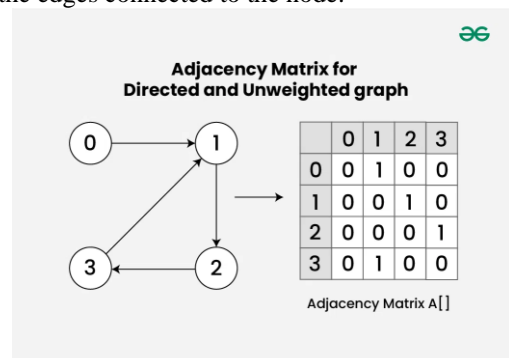 the edges connected to the node.
Adjacency Matrix for
Directed and Unweighted graph
0 1
3 2
0 1 2 3
0 0 1 0 0
1 0 0 1 0
2 0 0 0 1
3 0 1 0 0
Adjacency Matrix A[]